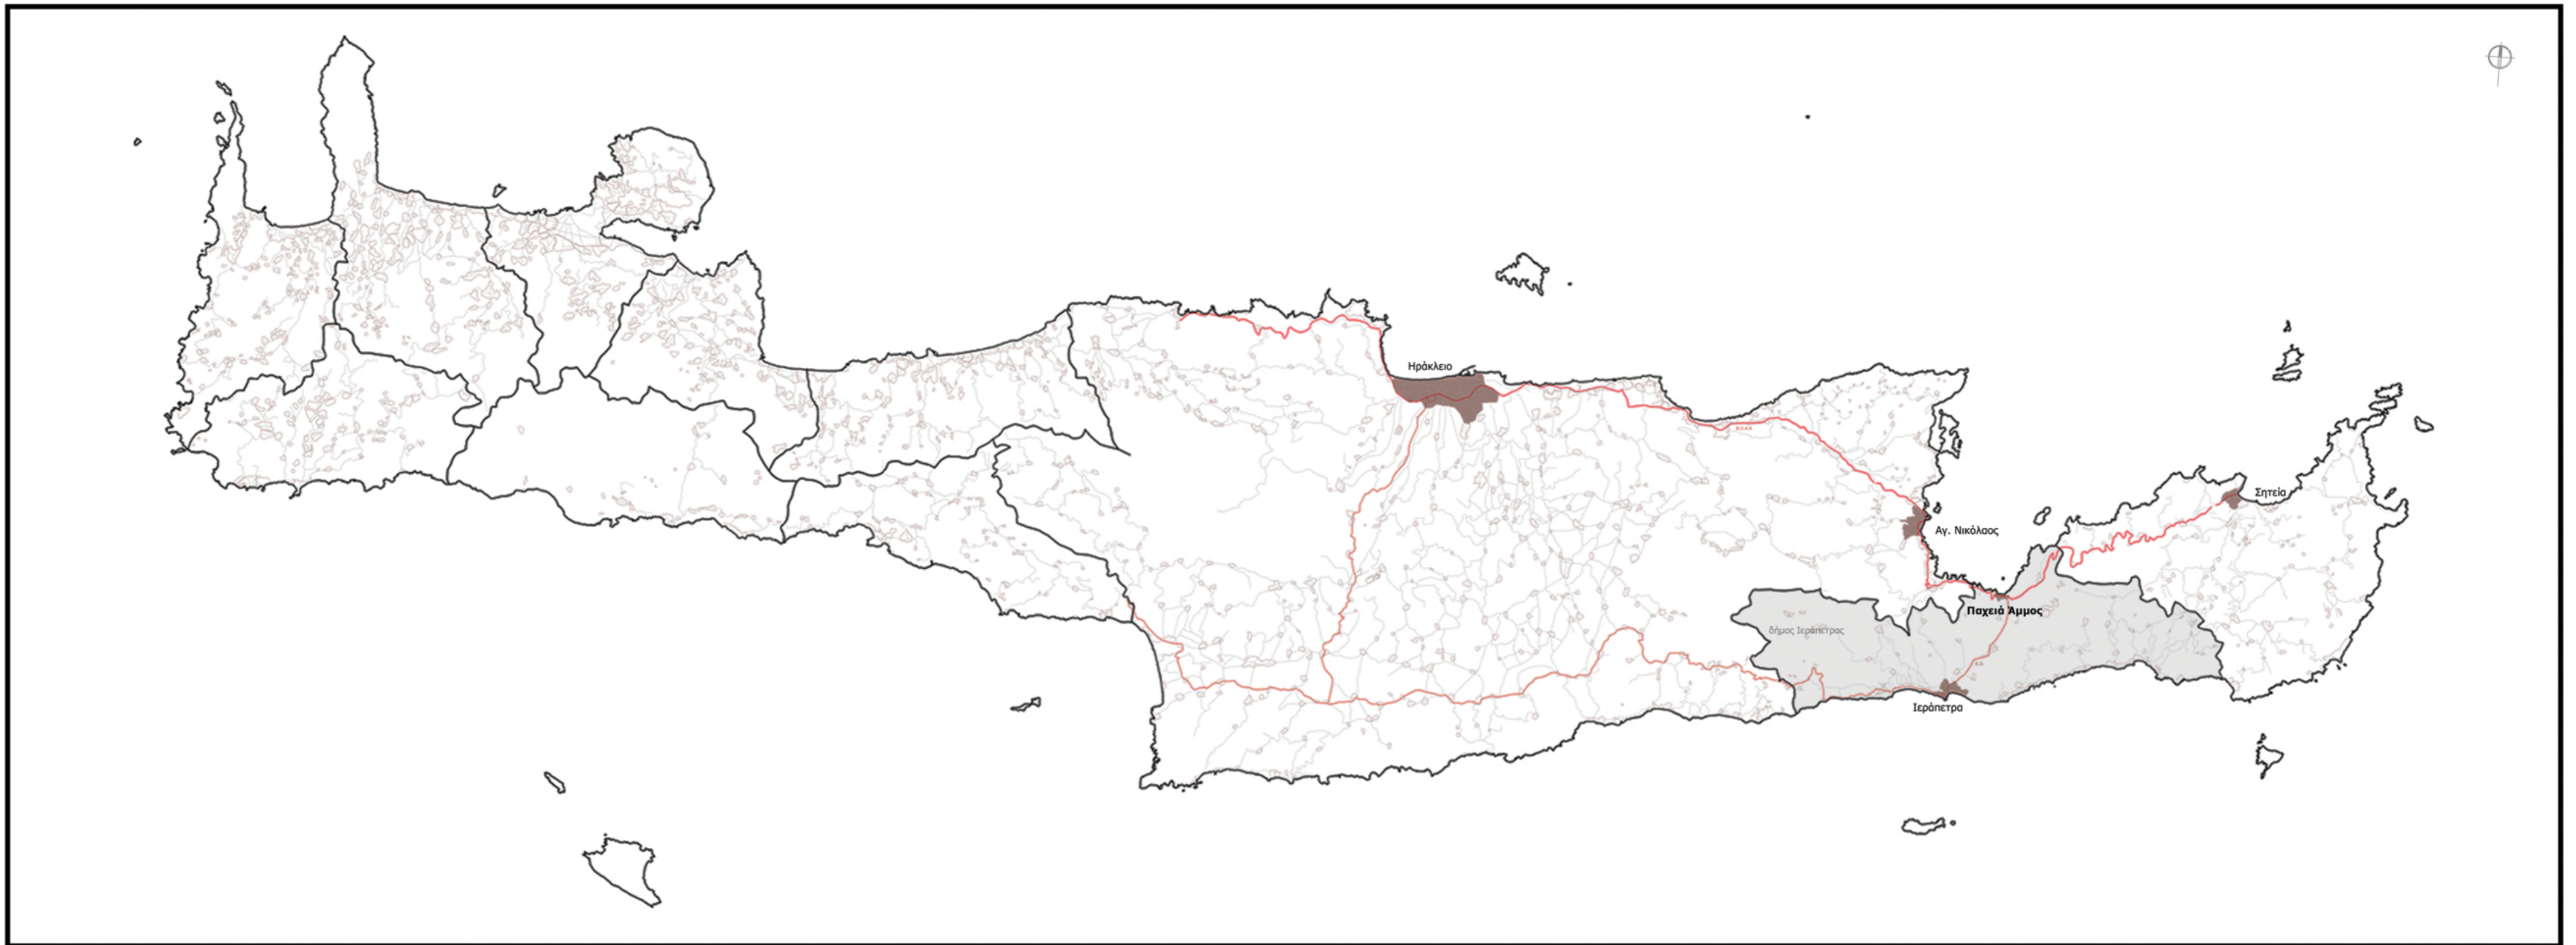 Ηράκλειο
Β.Ο.Α.Κ
Σητεία
Αγ. Νικόλαος
Παχειά Άμμος
δήμος Ιεράπετρας
Ιεράπετρα